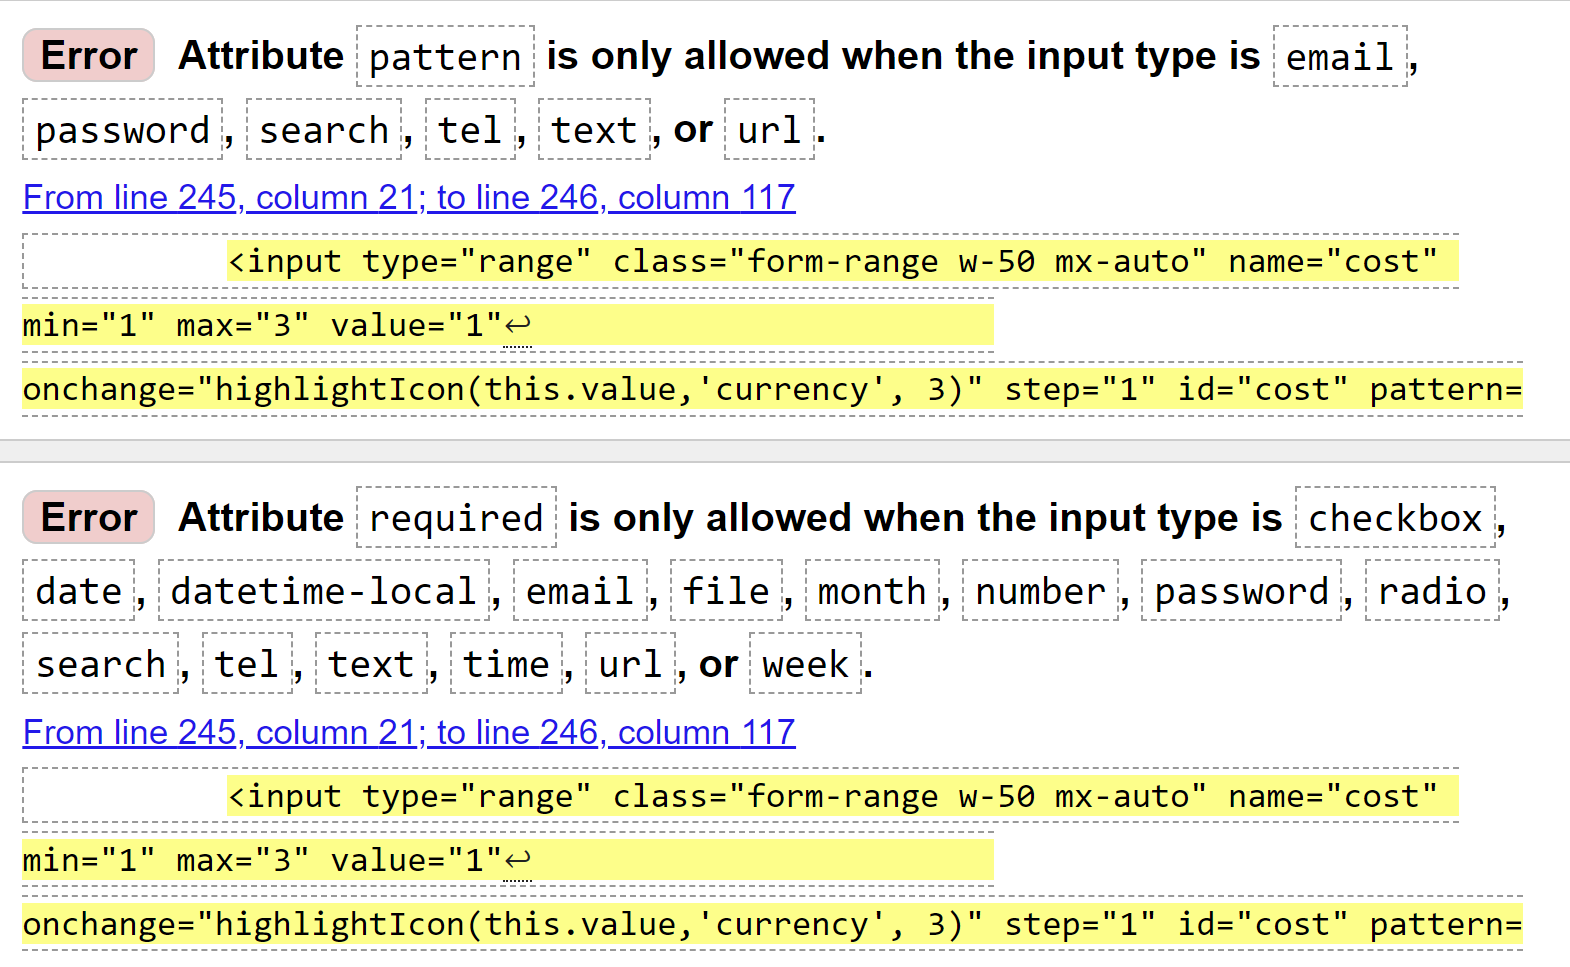 Error Attribute pattern is only allowed when the input type is email,
password, search, tel, text, or url.
From line 245, column 21; to line 246, column 117
<input type="range" class="form-range w-50 mx-auto" name="cost"
min="1" max="3" value="1"↩
onchange="highlightIcon(this.value,'currency', 3)" step="1" id="cost" pattern=
Error Attribute required is only allowed when the input type is checkbox,
date, datetime-local, email, file, month, number, password, radio,
search, tel, text, time, url, or week.
From line 245, column 21; to line 246, column 117
<input type="range" class="form-range w-50 mx-auto" name="cost"
min="1" max="3" value="1"↩
onchange="highlightIcon(this.value,'currency', 3)" step="1" id="cost" pattern=